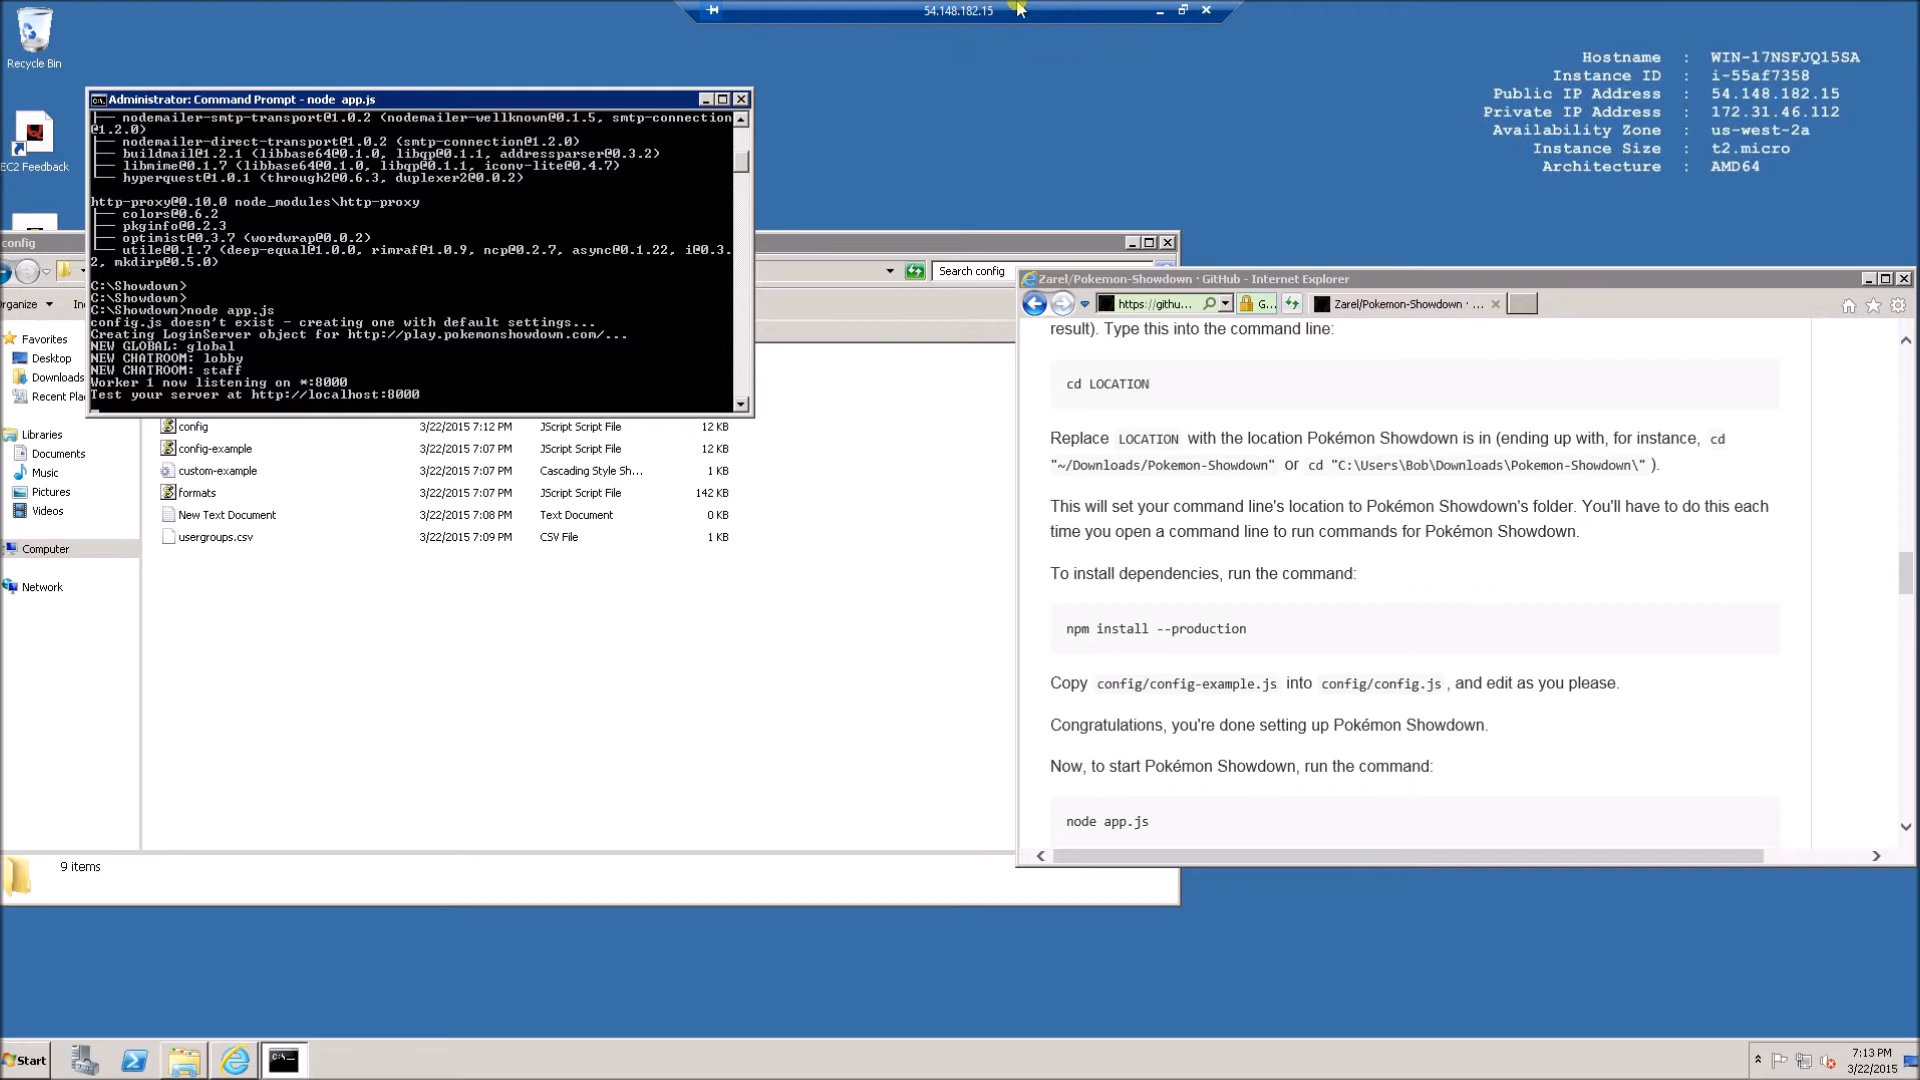 54.148.182.15
Recycle Bin
EC2 Feedback
Hostname : WIN-17NSFJQ15SA
Instance ID : i-55af7358
Public IP Address : 54.148.182.15
Private IP Address : 172.31.46.112
Availability Zone : us-west-2a
Instance Size : t2.micro
Architecture : AMD64
Administrator: Command Prompt - node app.js
├── nodemailer-smtp-transport@1.0.2 (nodemailer-wellknown@0.1.5, smtp-connection
@1.2.0)
├── nodemailer-direct-transport@1.0.2 (smtp-connection@1.2.0)
├── buildmail@1.2.1 (libbase64@0.1.0, libqp@0.1.1, addressparser@0.3.2)
├── libmime@0.1.7 (libbase64@0.1.0, libqp@0.1.1, iconv-lite@0.4.7)
└── hyperquest@1.0.1 (through2@0.6.3, duplexer2@0.0.2)
http-proxy@0.10.0 node_modules\http-proxy
├── colors@0.6.2
├── pkginfo@0.2.3
├── optimist@0.3.7 (wordwrap@0.0.2)
└── utile@0.1.7 (deep-equal@1.0.0, rimraf@1.0.9, ncp@0.2.7, async@0.1.22, i@0.3.
2, mkdirp@0.5.0)
C:\Showdown>
C:\Showdown>
C:\Showdown>node app.js
config.js doesn't exist - creating one with default settings...
Creating LoginServer object for http://play.pokemonshowdown.com/...
NEW GLOBAL: global
NEW CHATROOM: lobby
NEW CHATROOM: staff
Worker 1 now listening on *:8000
Test your server at http://localhost:8000
config
Search config
rganize
In
Favorites
Desktop
Downloads
Recent Pla
Libraries
Documents
Music
Pictures
Videos
Computer
Network
config 3/22/2015 7:12 PM JScript Script File 12 KB
config-example 3/22/2015 7:07 PM JScript Script File 12 KB
custom-example 3/22/2015 7:07 PM Cascading Style Sh... 1 KB
formats 3/22/2015 7:07 PM JScript Script File 142 KB
New Text Document 3/22/2015 7:08 PM Text Document 0 KB
usergroups.csv 3/22/2015 7:09 PM CSV File 1 KB
9 items
Zarel/Pokemon-Showdown · GitHub - Internet Explorer
https://githu... G... Zarel/Pokemon-Showdown · ...
result). Type this into the command line:
cd LOCATION
Replace LOCATION with the location Pokémon Showdown is in (ending up with, for instance, cd
"~/Downloads/Pokemon-Showdown" or cd "C:\Users\Bob\Downloads\Pokemon-Showdown\" ).
This will set your command line's location to Pokémon Showdown's folder. You'll have to do this each
time you open a command line to run commands for Pokémon Showdown.
To install dependencies, run the command:
npm install --production
Copy config/config-example.js into config/config.js , and edit as you please.
Congratulations, you're done setting up Pokémon Showdown.
Now, to start Pokémon Showdown, run the command:
node app.js
Start
7:13 PM
3/22/2015